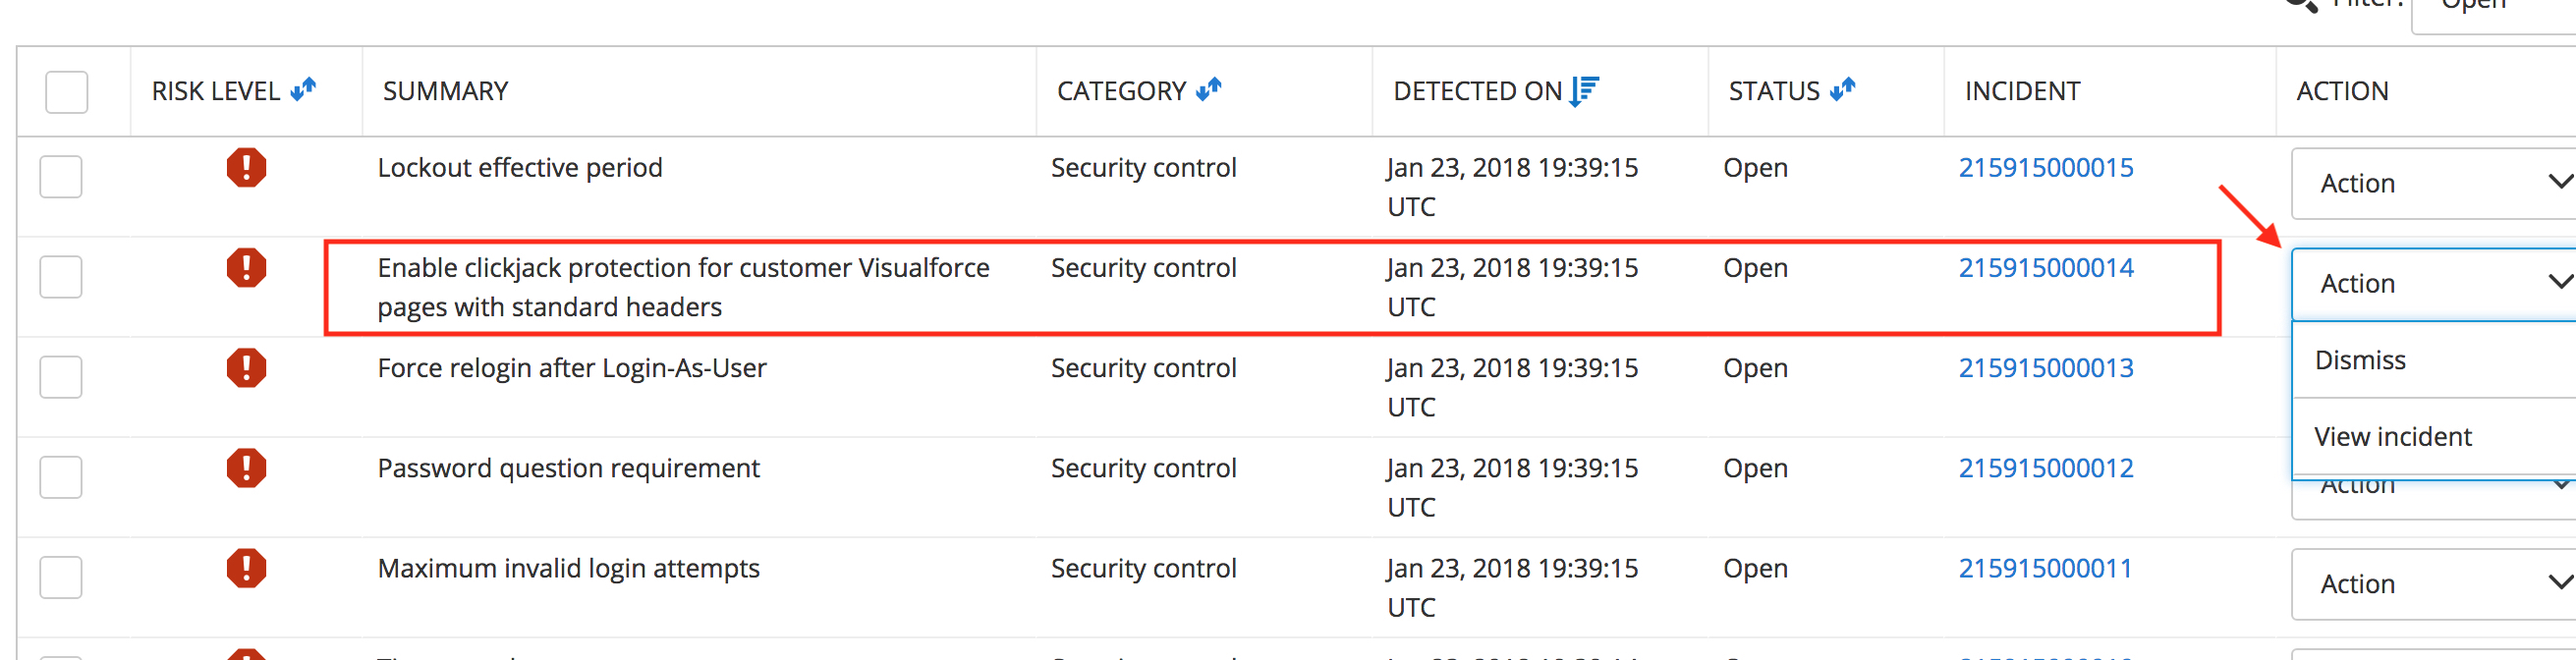 Filter: Open
RISK LEVEL SUMMARY CATEGORY DETECTED ON STATUS INCIDENT ACTION
Lockout effective period Security control Jan 23, 2018 19:39:15 Open 215915000015 Action
UTC
Enable clickjack protection for customer Visualforce Security control Jan 23, 2018 19:39:15 Open 215915000014 Action
pages with standard headers UTC
Dismiss
Force relogin after Login-As-User Security control Jan 23, 2018 19:39:15 Open 215915000013
UTC
View incident
Password question requirement Security control Jan 23, 2018 19:39:15 Open 215915000012 Action
UTC
Maximum invalid login attempts Security control Jan 23, 2018 19:39:15 Open 215915000011 Action
UTC